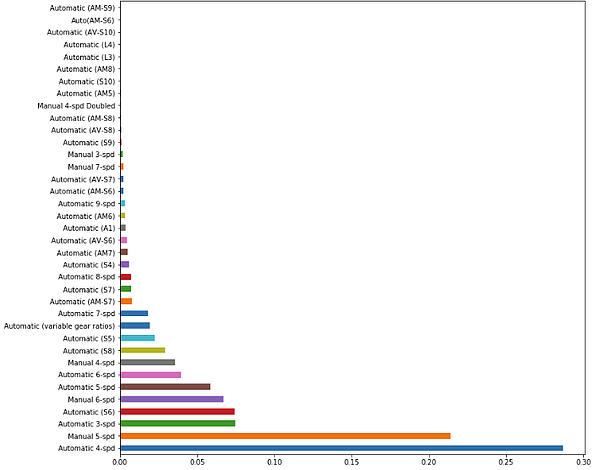 Automatic (AM-S9)
Auto(AM-S6)
Automatic (AV-S10)
Automatic (L4)
Automatic (L3)
Automatic (AM8)
Automatic (S10)
Automatic (AM5)
Manual 4-spd Doubled
Automatic (AM-S8)
Automatic (AV-S8)
Automatic (S9)
Manual 3-spd
Manual 7-spd
Automatic (AV-S7)
Automatic (AM-S6)
Automatic 9-spd
Automatic (AM6)
Automatic (A1)
Automatic (AV-S6)
Automatic (AM7)
Automatic (S4)
Automatic 8-spd
Automatic (S7)
Automatic (AM-S7)
Automatic 7-spd
Automatic (variable gear ratios)
Automatic (S5)
Automatic (S8)
Manual 4-spd
Automatic 6-spd
Automatic 5-spd
Manual 6-spd
Automatic (S6)
Automatic 3-spd
Manual 5-spd
Automatic 4-spd
0.00 0.05 0.10 0.15 0.20 0.25 0.30